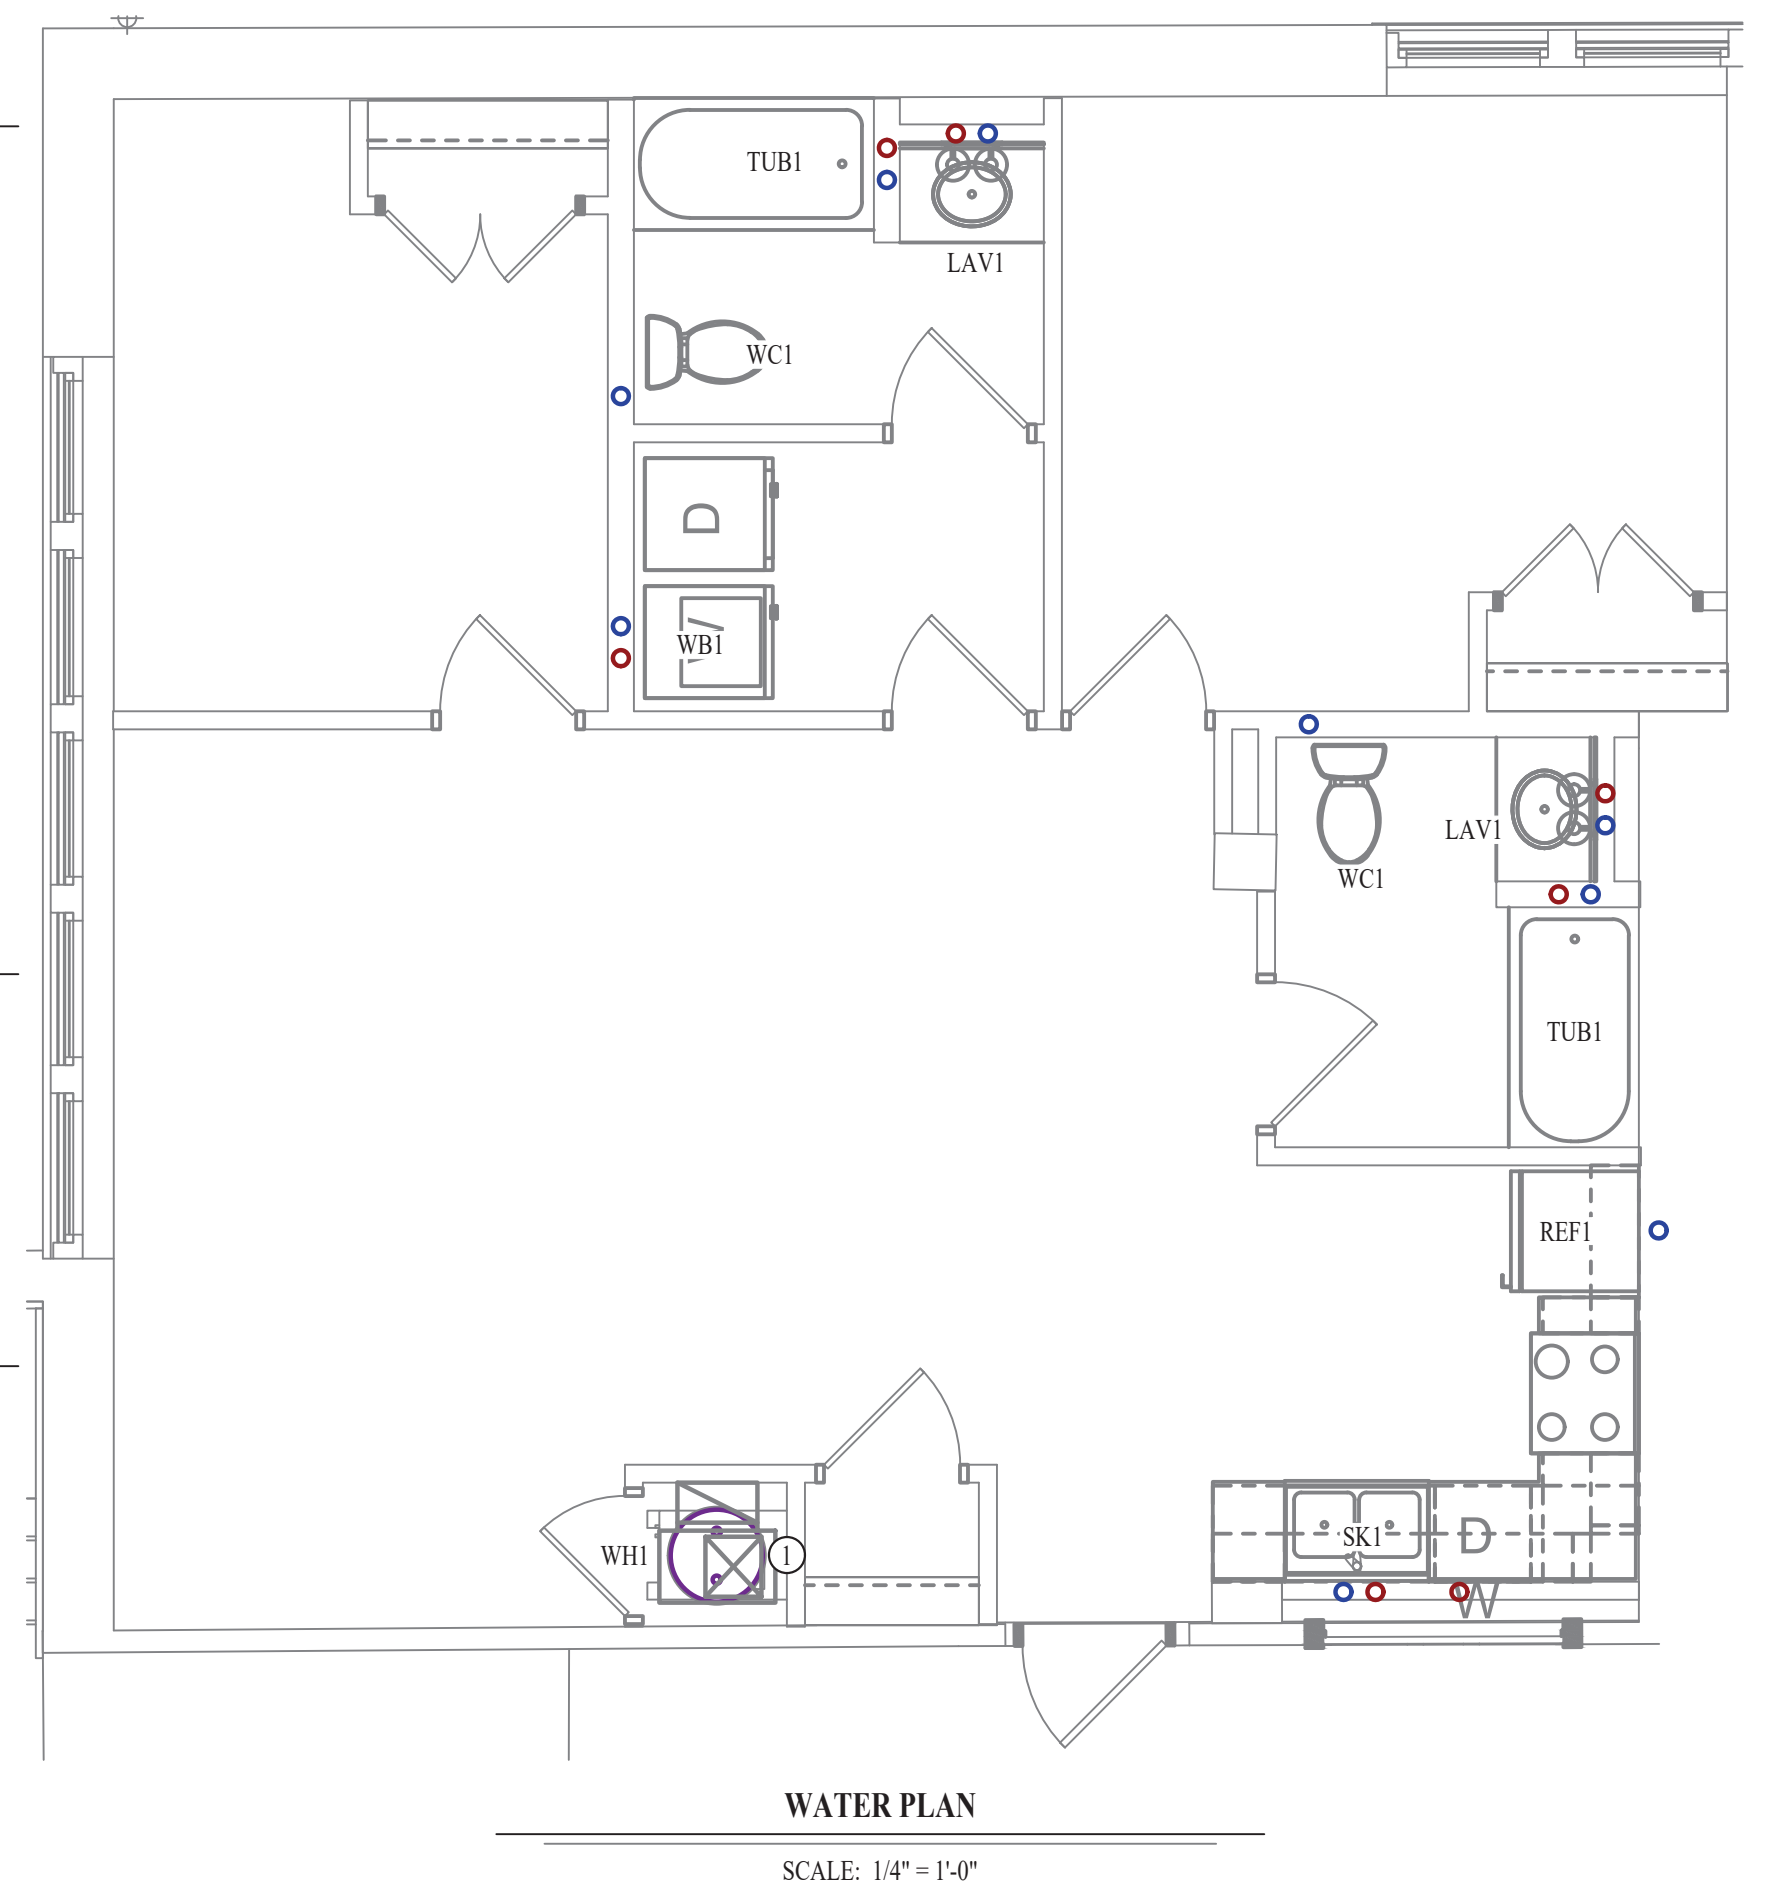 TUB1
LAV1
WC1
D
WB1
LAV1
WC1
TUB1
REF1
WH1
1
SK1
D
W
WATER PLAN
SCALE: 1/4" = 1'-0"